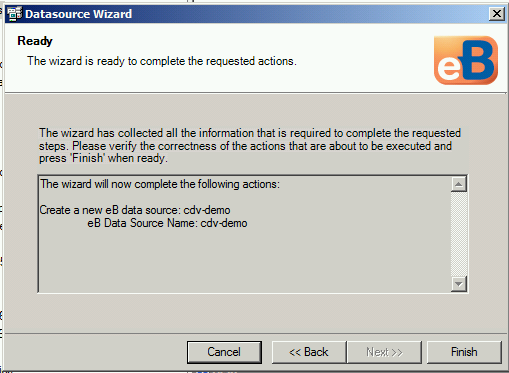 Datasource Wizard
Ready
The wizard is ready to complete the requested actions.
eB
The wizard has collected all the information that is required to complete the requested
steps. Please verify the correctness of the actions that are about to be executed and
press 'Finish' when ready.
The wizard will now complete the following actions:
Create a new eB data source: cdv-demo
eB Data Source Name: cdv-demo
Cancel
<< Back
Next >>
Finish